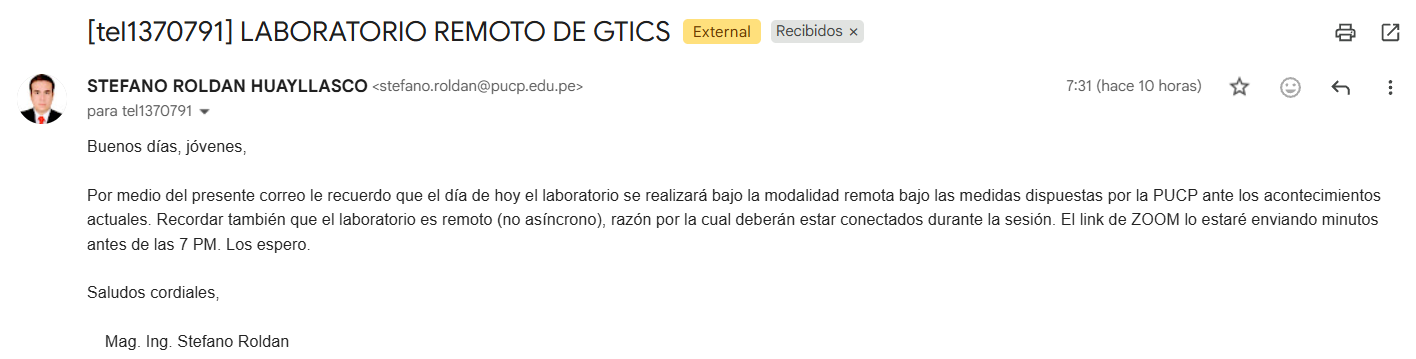 [tel1370791] LABORATORIO REMOTO DE GTICS External Recibidos ×
STEFANO ROLDAN HUAYLLASCO <stefano.roldan@pucp.edu.pe> 7:31 (hace 10 horas)
para tel1370791
Buenos días, jóvenes,
Por medio del presente correo le recuerdo que el día de hoy el laboratorio se realizará bajo la modalidad remota bajo las medidas dispuestas por la PUCP ante los acontecimientos
actuales. Recordar también que el laboratorio es remoto (no asíncrono), razón por la cual deberán estar conectados durante la sesión. El link de ZOOM lo estaré enviando minutos
antes de las 7 PM. Los espero.
Saludos cordiales,
Mag. Ing. Stefano Roldan